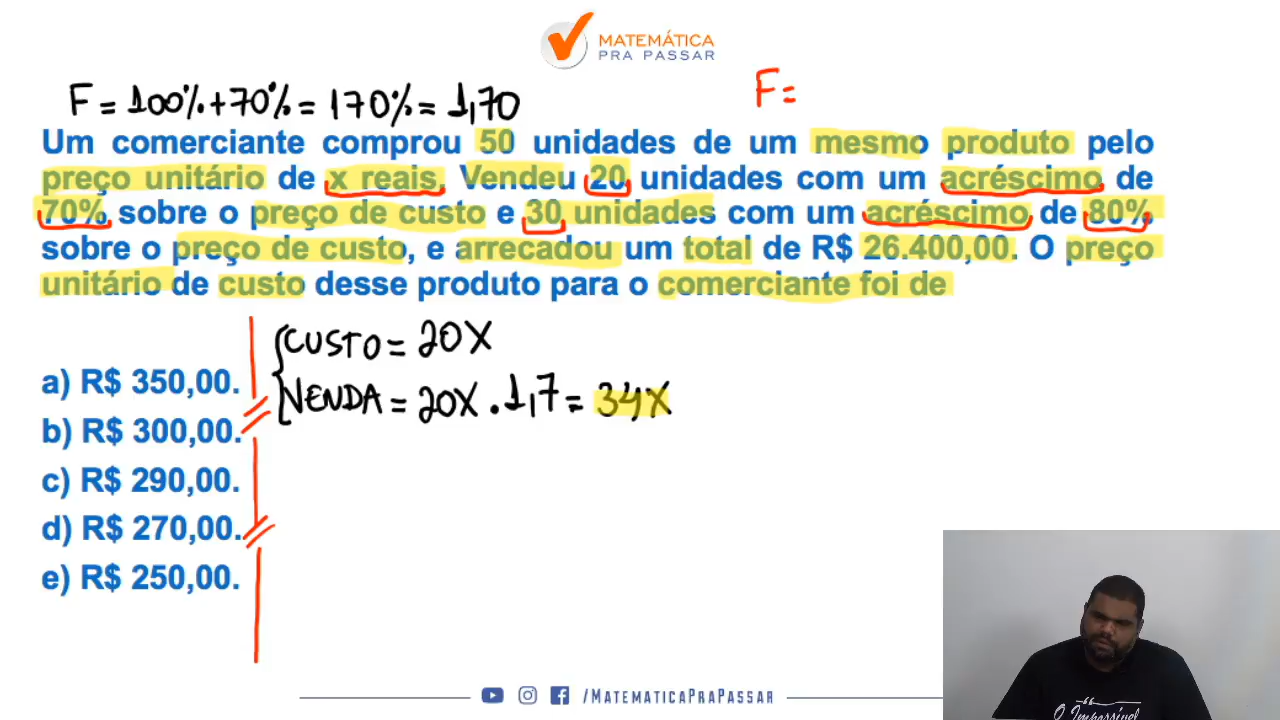 MATEMÁTICA
PRA PASSAR
F = 100% + 70% = 170% = 1,70
F =
Um comerciante comprou 50 unidades de um mesmo produto pelo
preço unitário de x reais. Vendeu 20 unidades com um acréscimo de
70% sobre o preço de custo e 30 unidades com um acréscimo de 80%
sobre o preço de custo, e arrecadou um total de R$ 26.400,00. O preço
unitário de custo desse produto para o comerciante foi de
CUSTO = 20X
VENDA = 20X . 1,7 = 34X
a) R$ 350,00.
b) R$ 300,00.
c) R$ 290,00.
d) R$ 270,00.
e) R$ 250,00.
O Impossível
/MATEMATICAPRAPASSAR